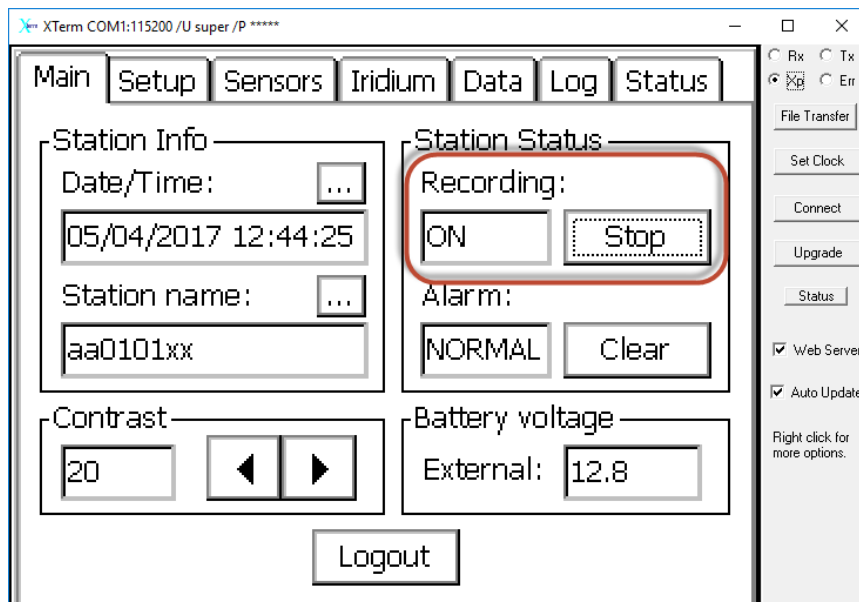 XTerm COM1:115200 /U super /P *****
Main Setup Sensors Iridium Data Log Status
Station Info
Date/Time: ...
05/04/2017 12:44:25
Station name: ...
aa0101xx
Station Status
Recording:
ON Stop
Alarm:
NORMAL Clear
Contrast
20
Battery voltage
External: 12.8
Logout
Rx Tx
Xp Err
File Transfer
Set Clock
Connect
Upgrade
Status
Web Server
Auto Update
Right click for
more options.